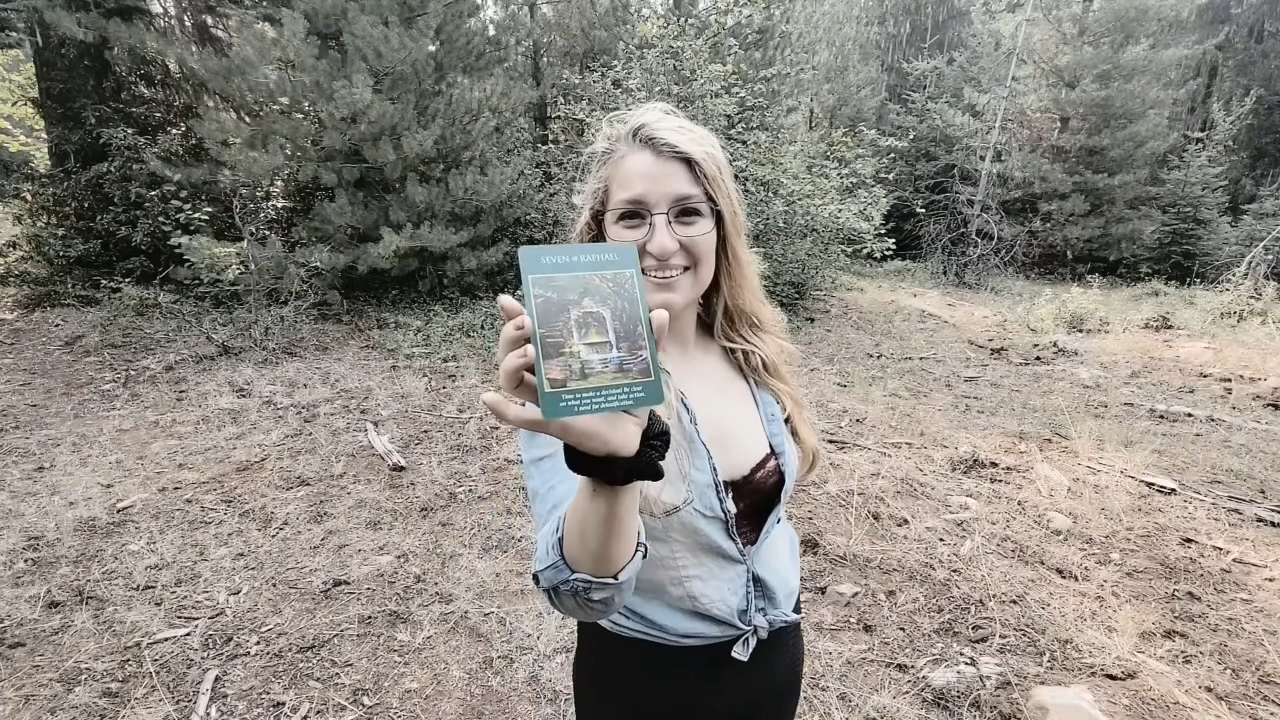 SEVEN of RAPHAEL
Time to make a decision! Be clear
on what you want, and take action.
A need for detoxification.